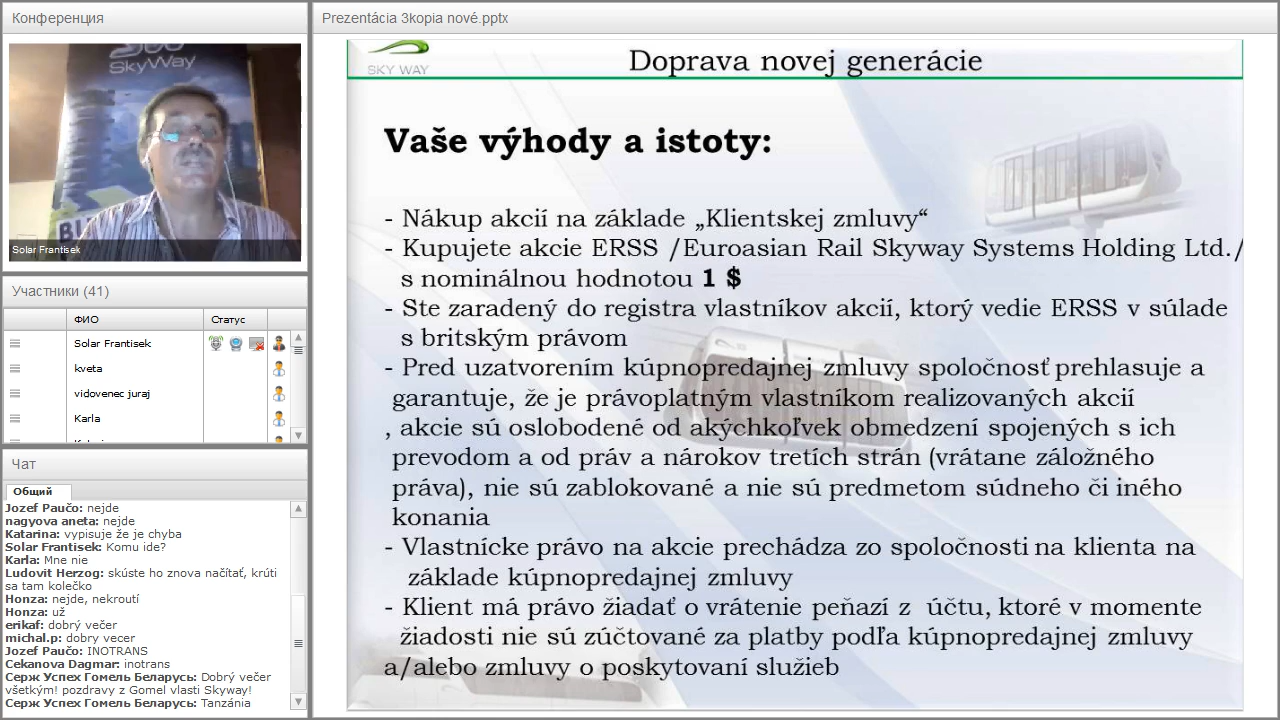 Конференция
SkyWay
Solar Frantisek
Участники (41)
ФИО
Статус
Solar Frantisek
kveta
vidovenec juraj
Karla
Чат
Общий
Jozef Paučo: nejde
nagyova aneta: nejde
Katarina: vypisuje že je chyba
Solar Frantisek: Komu ide?
Karla: Mne nie
Ludovit Herzog: skúste ho znova načítať, krúti
sa tam kolečko
Honza: nejde, nekroutí
Honza: už
erikaf: dobrý večer
michal.p: dobry vecer
Jozef Paučo: INOTRANS
Cekanova Dagmar: inotrans
Серж Успех Гомель Беларусь: Dobrý večer
všetkým! pozdravy z Gomel vlasti Skyway!
Серж Успех Гомель Беларусь: Tanzánia
Prezentácia 3kopia nové.pptx
SKY WAY
Doprava novej generácie
Vaše výhody a istoty:
- Nákup akcií na základe „Klientskej zmluvy“
- Kupujete akcie ERSS /Euroasian Rail Skyway Systems Holding Ltd./
s nominálnou hodnotou 1 $
- Ste zaradený do registra vlastníkov akcií, ktorý vedie ERSS v súlade
s britským právom
- Pred uzatvorením kúpnopredajnej zmluvy spoločnosť prehlasuje a
garantuje, že je právoplatným vlastníkom realizovaných akcií
, akcie sú oslobodené od akýchkoľvek obmedzení spojených s ich
prevodom a od práv a nárokov tretích strán (vrátane záložného
práva), nie sú zablokované a nie sú predmetom súdneho či iného
konania
- Vlastnícke právo na akcie prechádza zo spoločnosti na klienta na
základe kúpnopredajnej zmluvy
- Klient má právo žiadať o vrátenie peňazí z účtu, ktoré v momente
žiadosti nie sú zúčtované za platby podľa kúpnopredajnej zmluvy
a/alebo zmluvy o poskytovaní služieb